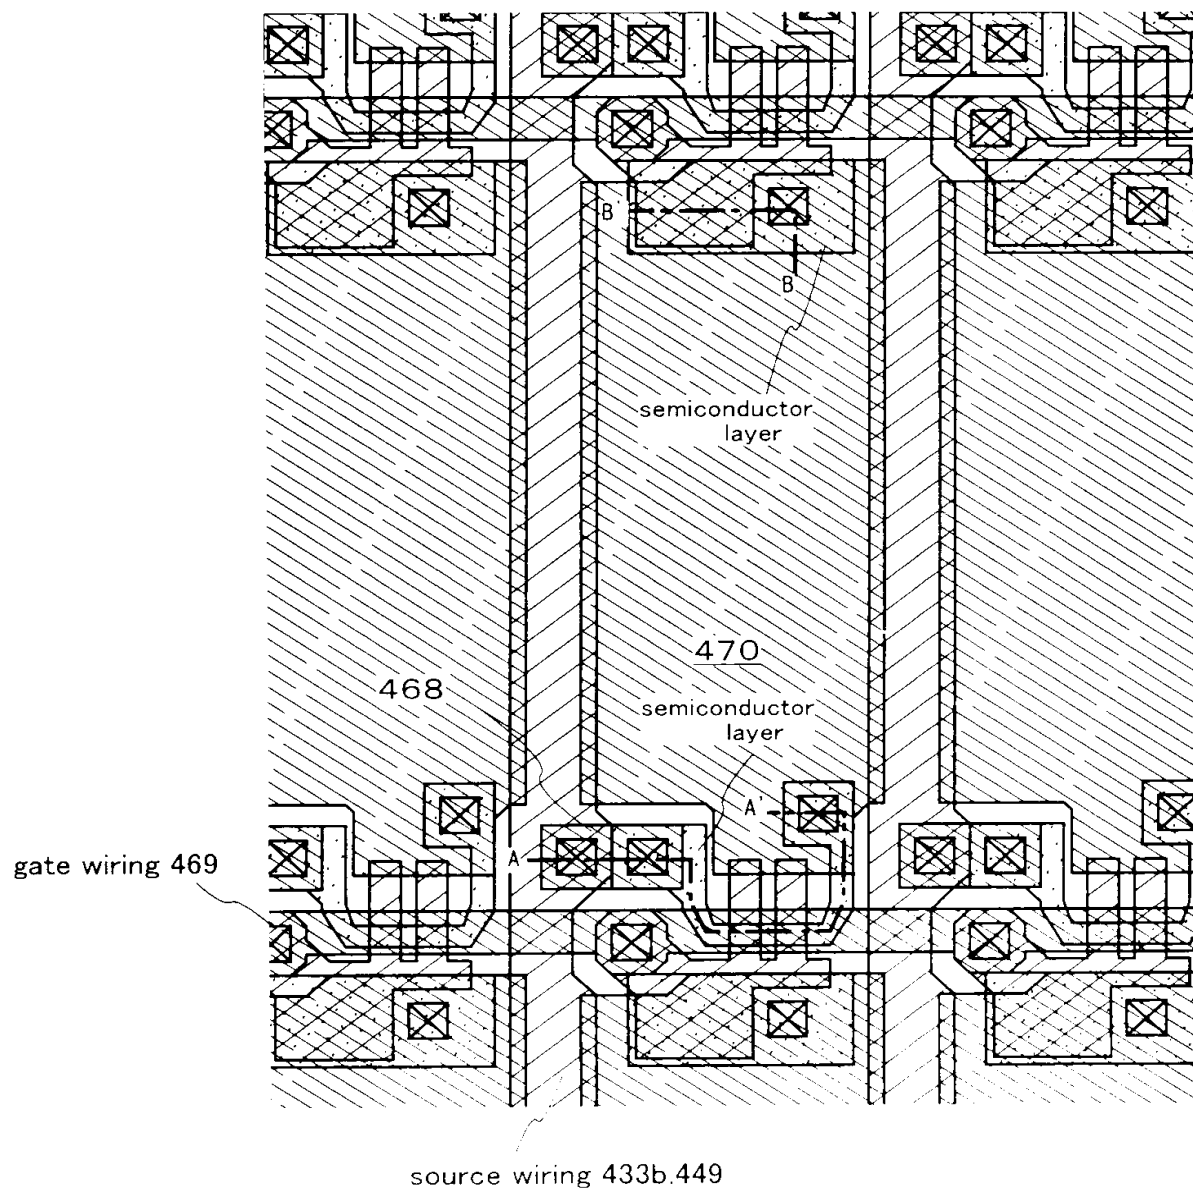 B'
B
semiconductor
layer
470
468
semiconductor
layer
A'
A
gate wiring 469
source wiring 433b.449